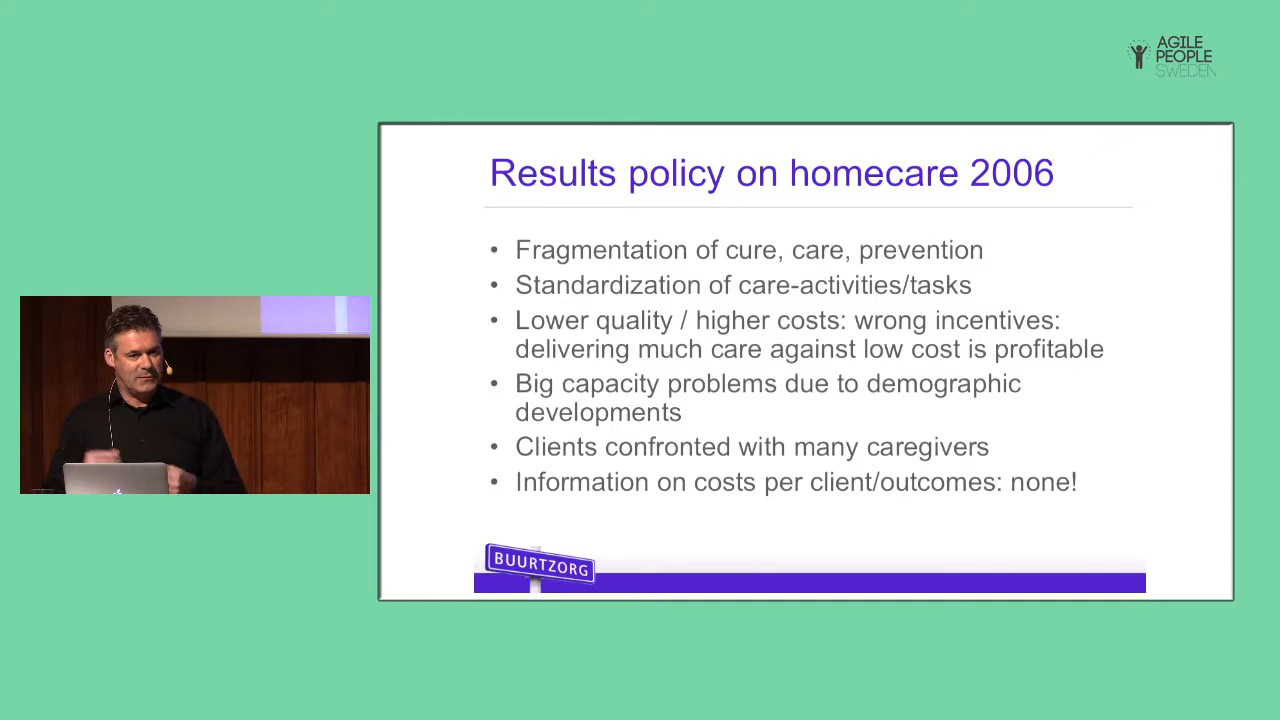 AGILE
PEOPLE
SWEDEN
Results policy on homecare 2006
• Fragmentation of cure, care, prevention
• Standardization of care-activities/tasks
• Lower quality / higher costs: wrong incentives:
delivering much care against low cost is profitable
• Big capacity problems due to demographic
developments
• Clients confronted with many caregivers
• Information on costs per client/outcomes: none!
BUURTZORG